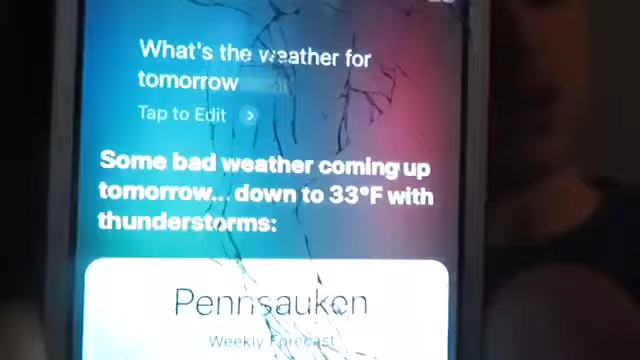 What's the weather for
tomorrow
Tap to Edit
Some bad weather coming up
tomorrow... down to 33°F with
thunderstorms:
Pennsauken
Weekly Forecast